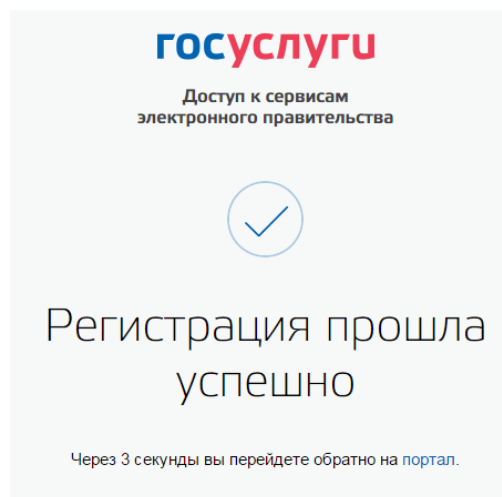 госуслуги
Доступ к сервисам
электронного правительства
Регистрация прошла
успешно
Через 3 секунды вы перейдете обратно на портал.